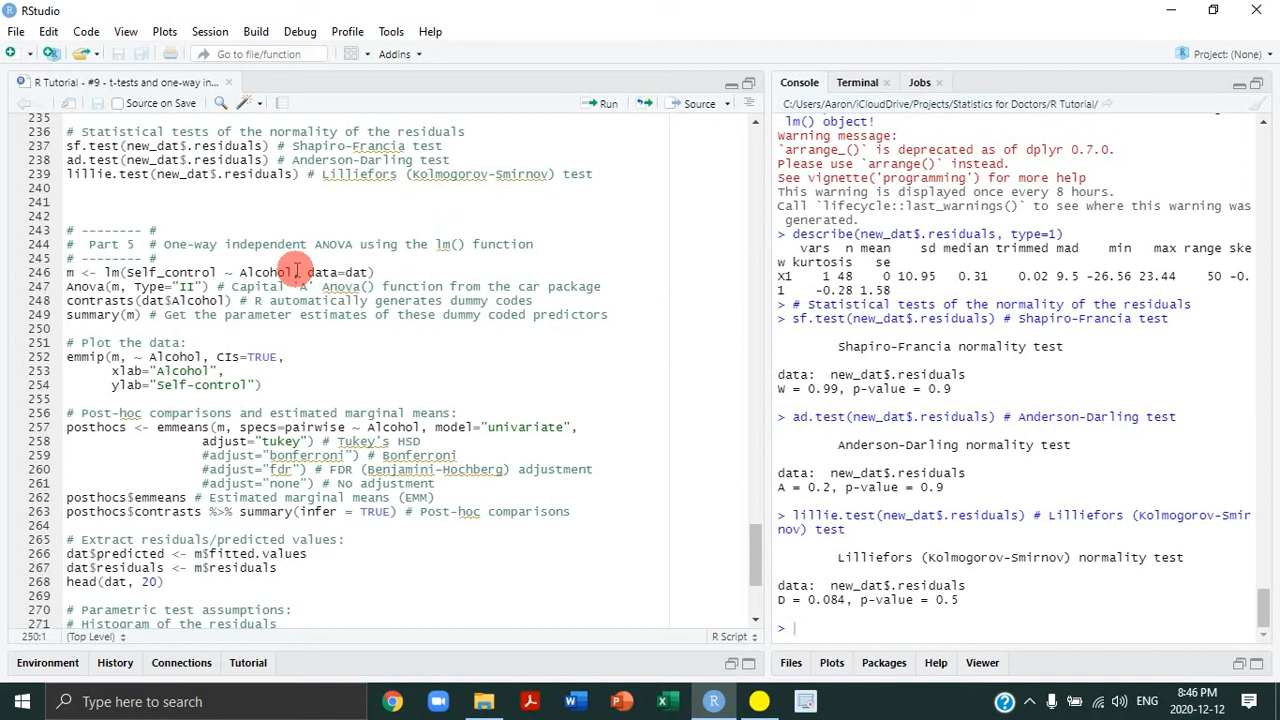 RStudio
File Edit Code View Plots Session Build Debug Profile Tools Help
Go to file/function Addins Project: (None)
R Tutorial - #9 - t-tests and one-way in...
Source on Save Run Source
235
236 # Statistical tests of the normality of the residuals
237 sf.test(new_dat$.residuals) # Shapiro-Francia test
238 ad.test(new_dat$.residuals) # Anderson-Darling test
239 lillie.test(new_dat$.residuals) # Lilliefors (Kolmogorov-Smirnov) test
240
241
242
243 # -------- #
244 # Part 5 # One-way independent ANOVA using the lm() function
245 # -------- #
246 m <- lm(Self_control ~ Alcohol, data=dat)
247 Anova(m, Type="II") # Capital 'A' Anova() function from the car package
248 contrasts(dat$Alcohol) # R automatically generates dummy codes
249 summary(m) # Get the parameter estimates of these dummy coded predictors
250
251 # Plot the data:
252 emmip(m, ~ Alcohol, CIs=TRUE,
253 xlab="Alcohol",
254 ylab="Self-control")
255
256 # Post-hoc comparisons and estimated marginal means:
257 posthocs <- emmeans(m, specs=pairwise ~ Alcohol, model="univariate",
258 adjust="tukey") # Tukey's HSD
259 #adjust="bonferroni") # Bonferroni
260 #adjust="fdr") # FDR (Benjamini-Hochberg) adjustment
261 #adjust="none") # No adjustment
262 posthocs$emmeans # Estimated marginal means (EMM)
263 posthocs$contrasts %>% summary(infer = TRUE) # Post-hoc comparisons
264
265 # Extract residuals/predicted values:
266 dat$predicted <- m$fitted.values
267 dat$residuals <- m$residuals
268 head(dat, 20)
269
270 # Parametric test assumptions:
271 # Histogram of the residuals
250:1 (Top Level) R Script
Environment History Connections Tutorial
Console Terminal Jobs
C:/Users/Aaron/iCloudDrive/Projects/Statistics for Doctors/R Tutorial/
lm() object!
Warning message:
`arrange_()` is deprecated as of dplyr 0.7.0.
Please use `arrange()` instead.
See vignette('programming') for more help
This warning is displayed once every 8 hours.
Call `lifecycle::last_warnings()` to see where this warning was
generated.
> describe(new_dat$.residuals, type=1)
vars n mean sd median trimmed mad min max range ske
w kurtosis se
X1 1 48 0 10.95 0.31 0.02 9.5 -26.56 23.44 50 -0.
1 -0.28 1.58
> # Statistical tests of the normality of the residuals
> sf.test(new_dat$.residuals) # Shapiro-Francia test
Shapiro-Francia normality test
data: new_dat$.residuals
W = 0.99, p-value = 0.9
> ad.test(new_dat$.residuals) # Anderson-Darling test
Anderson-Darling normality test
data: new_dat$.residuals
A = 0.2, p-value = 0.9
> lillie.test(new_dat$.residuals) # Lilliefors (Kolmogorov-Smir
nov) test
Lilliefors (Kolmogorov-Smirnov) normality test
data: new_dat$.residuals
D = 0.084, p-value = 0.5
>
Files Plots Packages Help Viewer
Type here to search
ENG
8:46 PM
2020-12-12